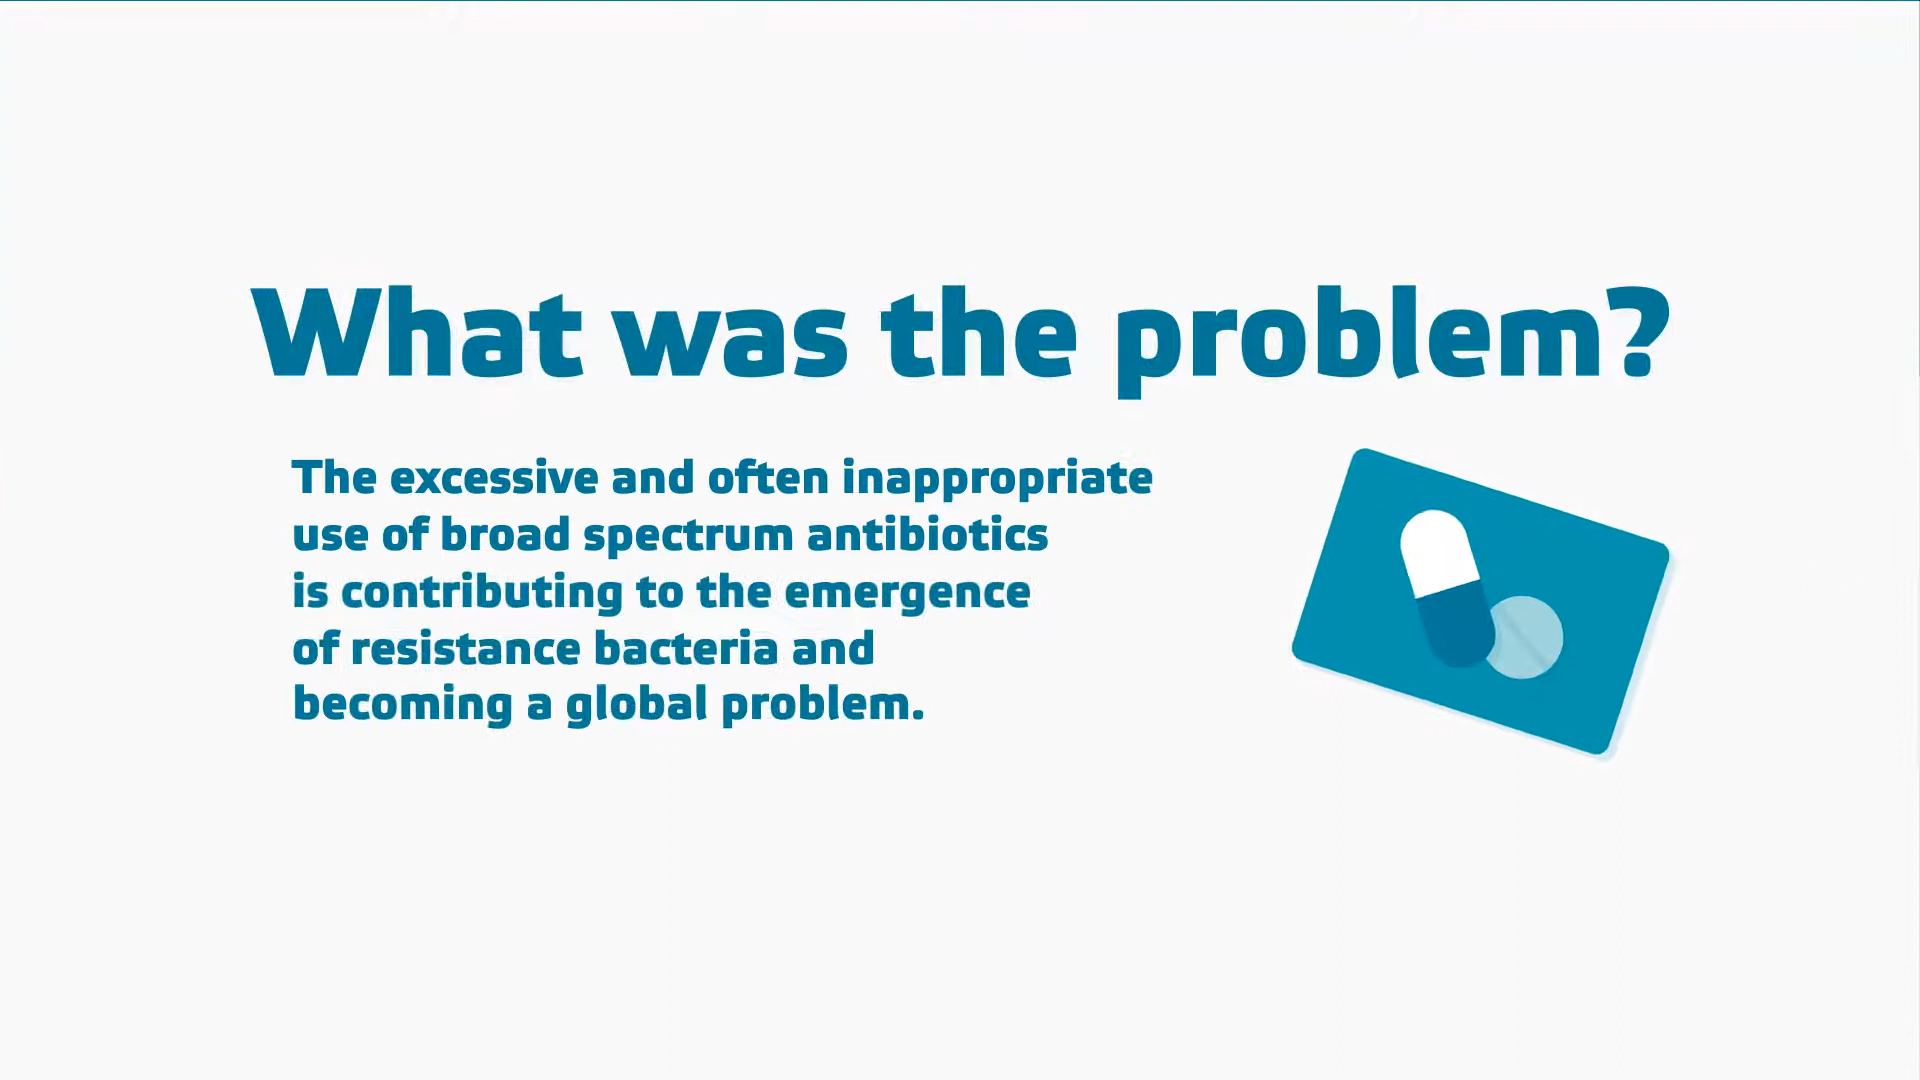 What was the problem?
The excessive and often inappropriate
use of broad spectrum antibiotics
is contributing to the emergence
of resistance bacteria and
becoming a global problem.